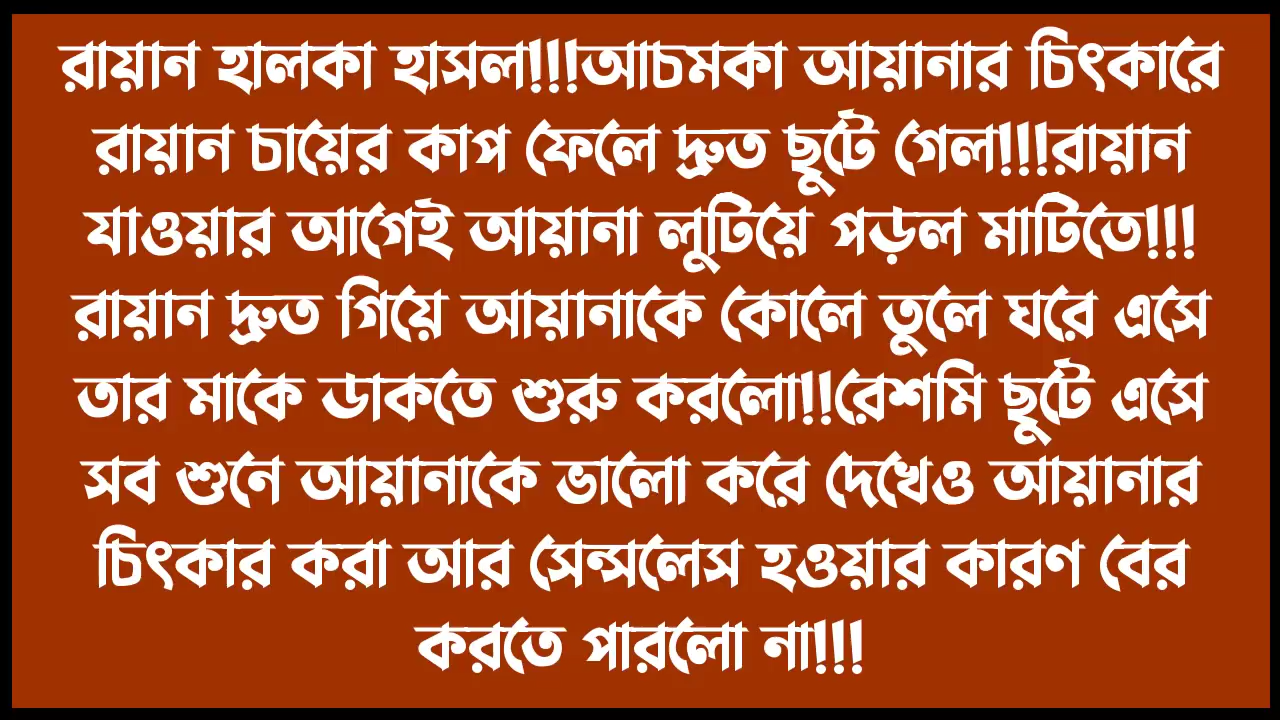 রায়ান হালকা হাসল!!!আচমকা আয়ানার চিৎকারে
রায়ান চায়ের কাপ ফেলে দ্রুত ছুটে গেল!!!রায়ান
যাওয়ার আগেই আয়ানা লুটিয়ে পড়ল মাটিতে!!!
রায়ান দ্রুত গিয়ে আয়ানাকে কোলে তুলে ঘরে এসে
তার মাকে ডাকতে শুরু করলো!!রেশমি ছুটে এসে
সব শুনে আয়ানাকে ভালো করে দেখেও আয়ানার
চিৎকার করা আর সেন্সলেস হওয়ার কারণ বের
করতে পারলো না!!!